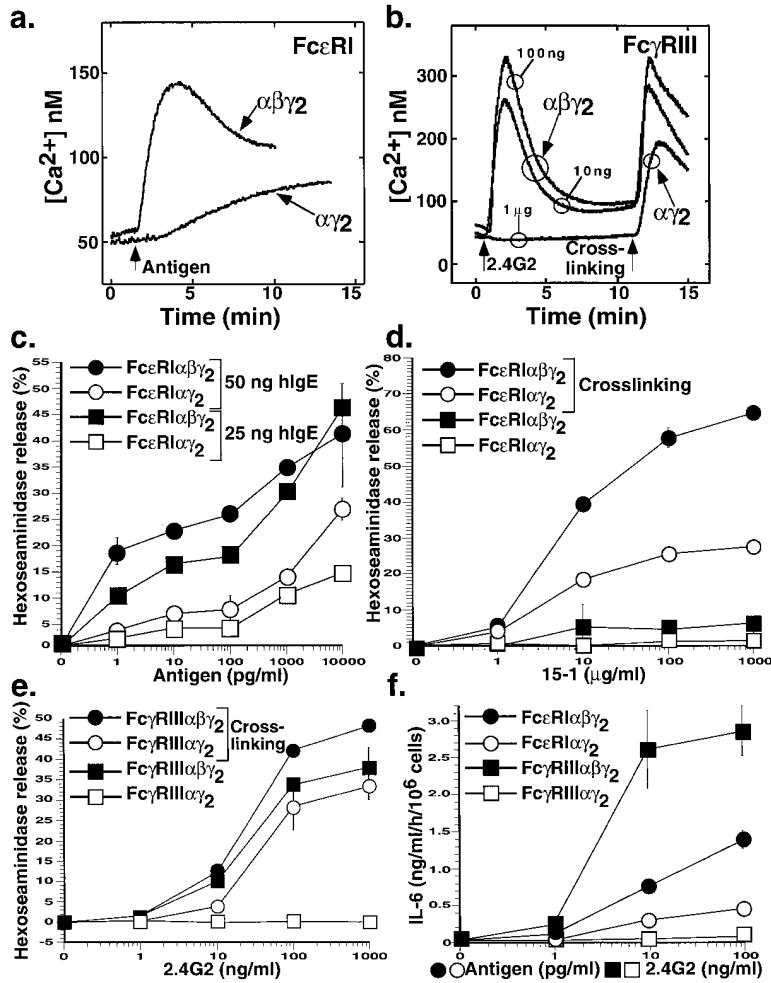 a.
FcεRI
[Ca2+] nM
150
100
50
αβγ2
αγ2
Antigen
0
5
10
15
Time (min)
b.
FcγRIII
[Ca2+] nM
300
200
100
0
100ng
αβγ2
10ng
1μg
αγ2
2.4G2
Cross-
linking
0
5
10
15
Time (min)
c.
Hexoseaminidase release (%)
55
50
45
40
35
30
25
20
15
10
5
0
FcεRIαβγ2
FcεRIαγ2
50 ng hIgE
FcεRIαβγ2
FcεRIαγ2
25 ng hIgE
0
1
10
100
1000
10000
Antigen (pg/ml)
d.
Hexoseaminidase release (%)
80
70
60
50
40
30
20
10
0
FcεRIαβγ2
FcεRIαγ2
Crosslinking
FcεRIαβγ2
FcεRIαγ2
0
1
10
100
1000
15-1 (μg/ml)
e.
Hexoseaminidase release (%)
50
45
40
35
30
25
20
15
10
5
0
-5
FcγRIIIαβγ2
FcγRIIIαγ2
Cross-
linking
FcγRIIIαβγ2
FcγRIIIαγ2
0
1
10
100
1000
2.4G2 (ng/ml)
f.
IL-6 (ng/ml/h/10⁶ cells)
3.0
2.5
2.0
1.5
1.0
0.5
0
FcεRIαβγ2
FcεRIαγ2
FcγRIIIαβγ2
FcγRIIIαγ2
0
1
10
100
Antigen (pg/ml)
2.4G2 (ng/ml)